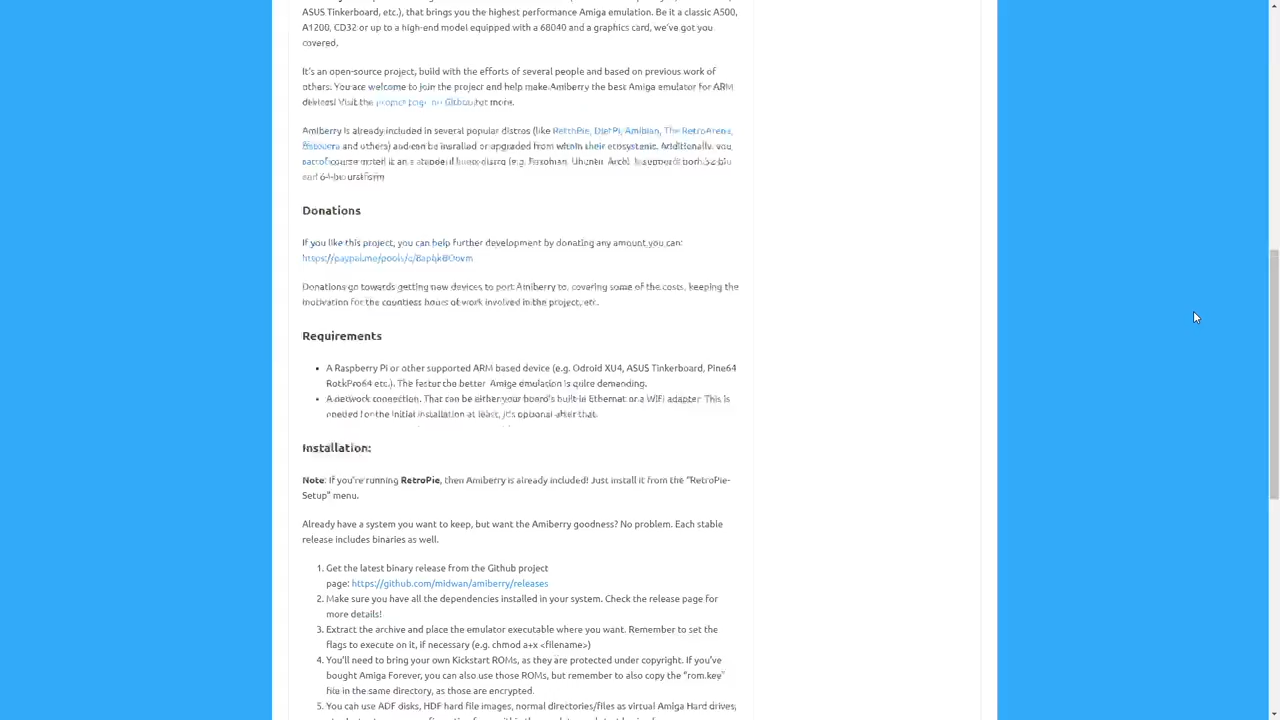 ASUS Tinkerboard, etc.), that brings you the highest performance Amiga emulation. Be it a classic A500,
A1200, CD32 or up to a high-end model equipped with a 68040 and a graphics card, we've got you
covered.
It's an open-source project, build with the efforts of several people and based on previous work of
others. You are welcome to join the project and help make Amiberry the best Amiga emulator for ARM
devices! Visit the project page on Github for more.
Amiberry is already included in several popular distros (like RetroPie, DietPi, Amibian, The RetroArena,
and others) and can be installed or upgraded from within their ecosystems. Additionally, you
Donations
If you like this project, you can help further development by donating any amount you can:
Donations go towards getting new devices to port Amiberry to, covering some of the costs, keeping the
motivation for the countless hours of work involved in the project, etc.
Requirements
A Raspberry Pi or other supported ARM based device (e.g. Odroid XU4, ASUS Tinkerboard, Pine64
RockPro64 etc.). The faster the better Amiga emulation is quite demanding.
A network connection. That can be either your board's built-in Ethernet or a WiFi adapter. This is
needed for the initial installation at least, it's optional after that.
Installation:
Note: If you're running RetroPie, then Amiberry is already included! Just install it from the "RetroPie-
Setup" menu.
Already have a system you want to keep, but want the Amiberry goodness? No problem. Each stable
release includes binaries as well.
1. Get the latest binary release from the Github project
page: https://github.com/midwan/amiberry/releases
2. Make sure you have all the dependencies installed in your system. Check the release page for
more details!
3. Extract the archive and place the emulator executable where you want. Remember to set the
flags to execute on it, if necessary (e.g. chmod a+x <filename>)
4. You'll need to bring your own Kickstart ROMs, as they are protected under copyright. If you've
bought Amiga Forever, you can also use those ROMs, but remember to also copy the "rom.key"
file in the same directory, as those are encrypted.
5. You can use ADF disks, HDF hard file images, normal directories/files as virtual Amiga Hard drives,